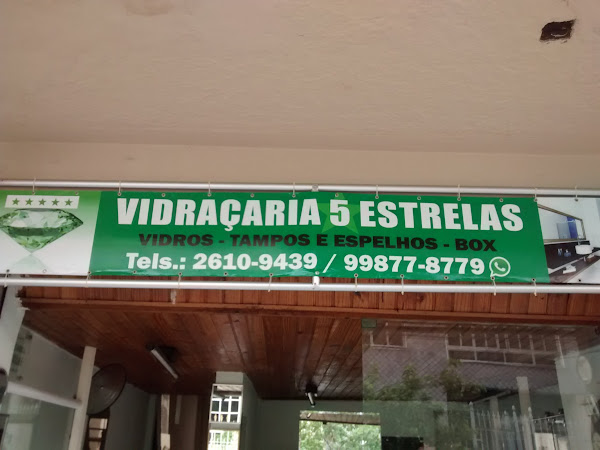 VIDRAÇARIA 5 ESTRELAS
VIDROS - TAMPOS E ESPELHOS - BOX
Tels.: 2610-9439 / 99877-8779